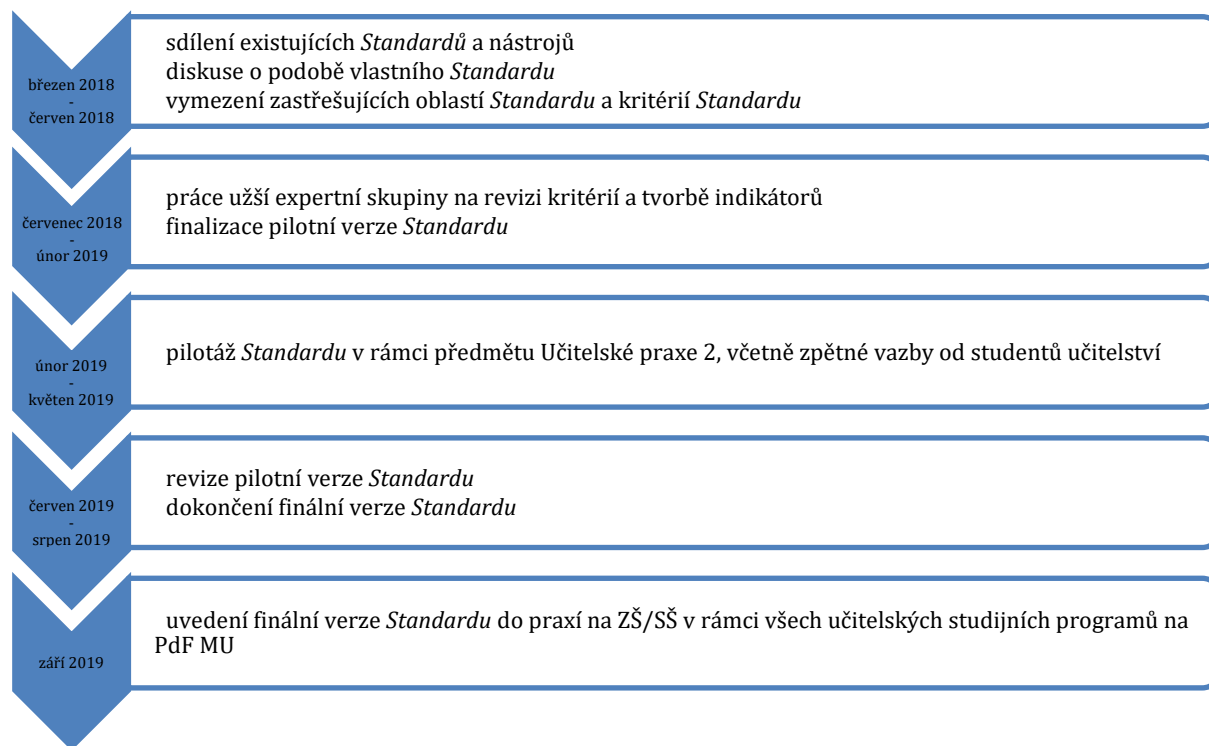 březen 2018
-
červen 2018
sdílení existujících Standardů a nástrojů
diskuse o podobě vlastního Standardu
vymezení zastřešujících oblastí Standardu a kritérií Standardu
červenec 2018
-
únor 2019
práce užší expertní skupiny na revizi kritérií a tvorbě indikátorů
finalizace pilotní verze Standardu
únor 2019
-
květen 2019
pilotáž Standardu v rámci předmětu Učitelské praxe 2, včetně zpětné vazby od studentů učitelství
červen 2019
-
srpen 2019
revize pilotní verze Standardu
dokončení finální verze Standardu
září 2019
uvedení finální verze Standardu do praxí na ZŠ/SŠ v rámci všech učitelských studijních programů na
PdF MU